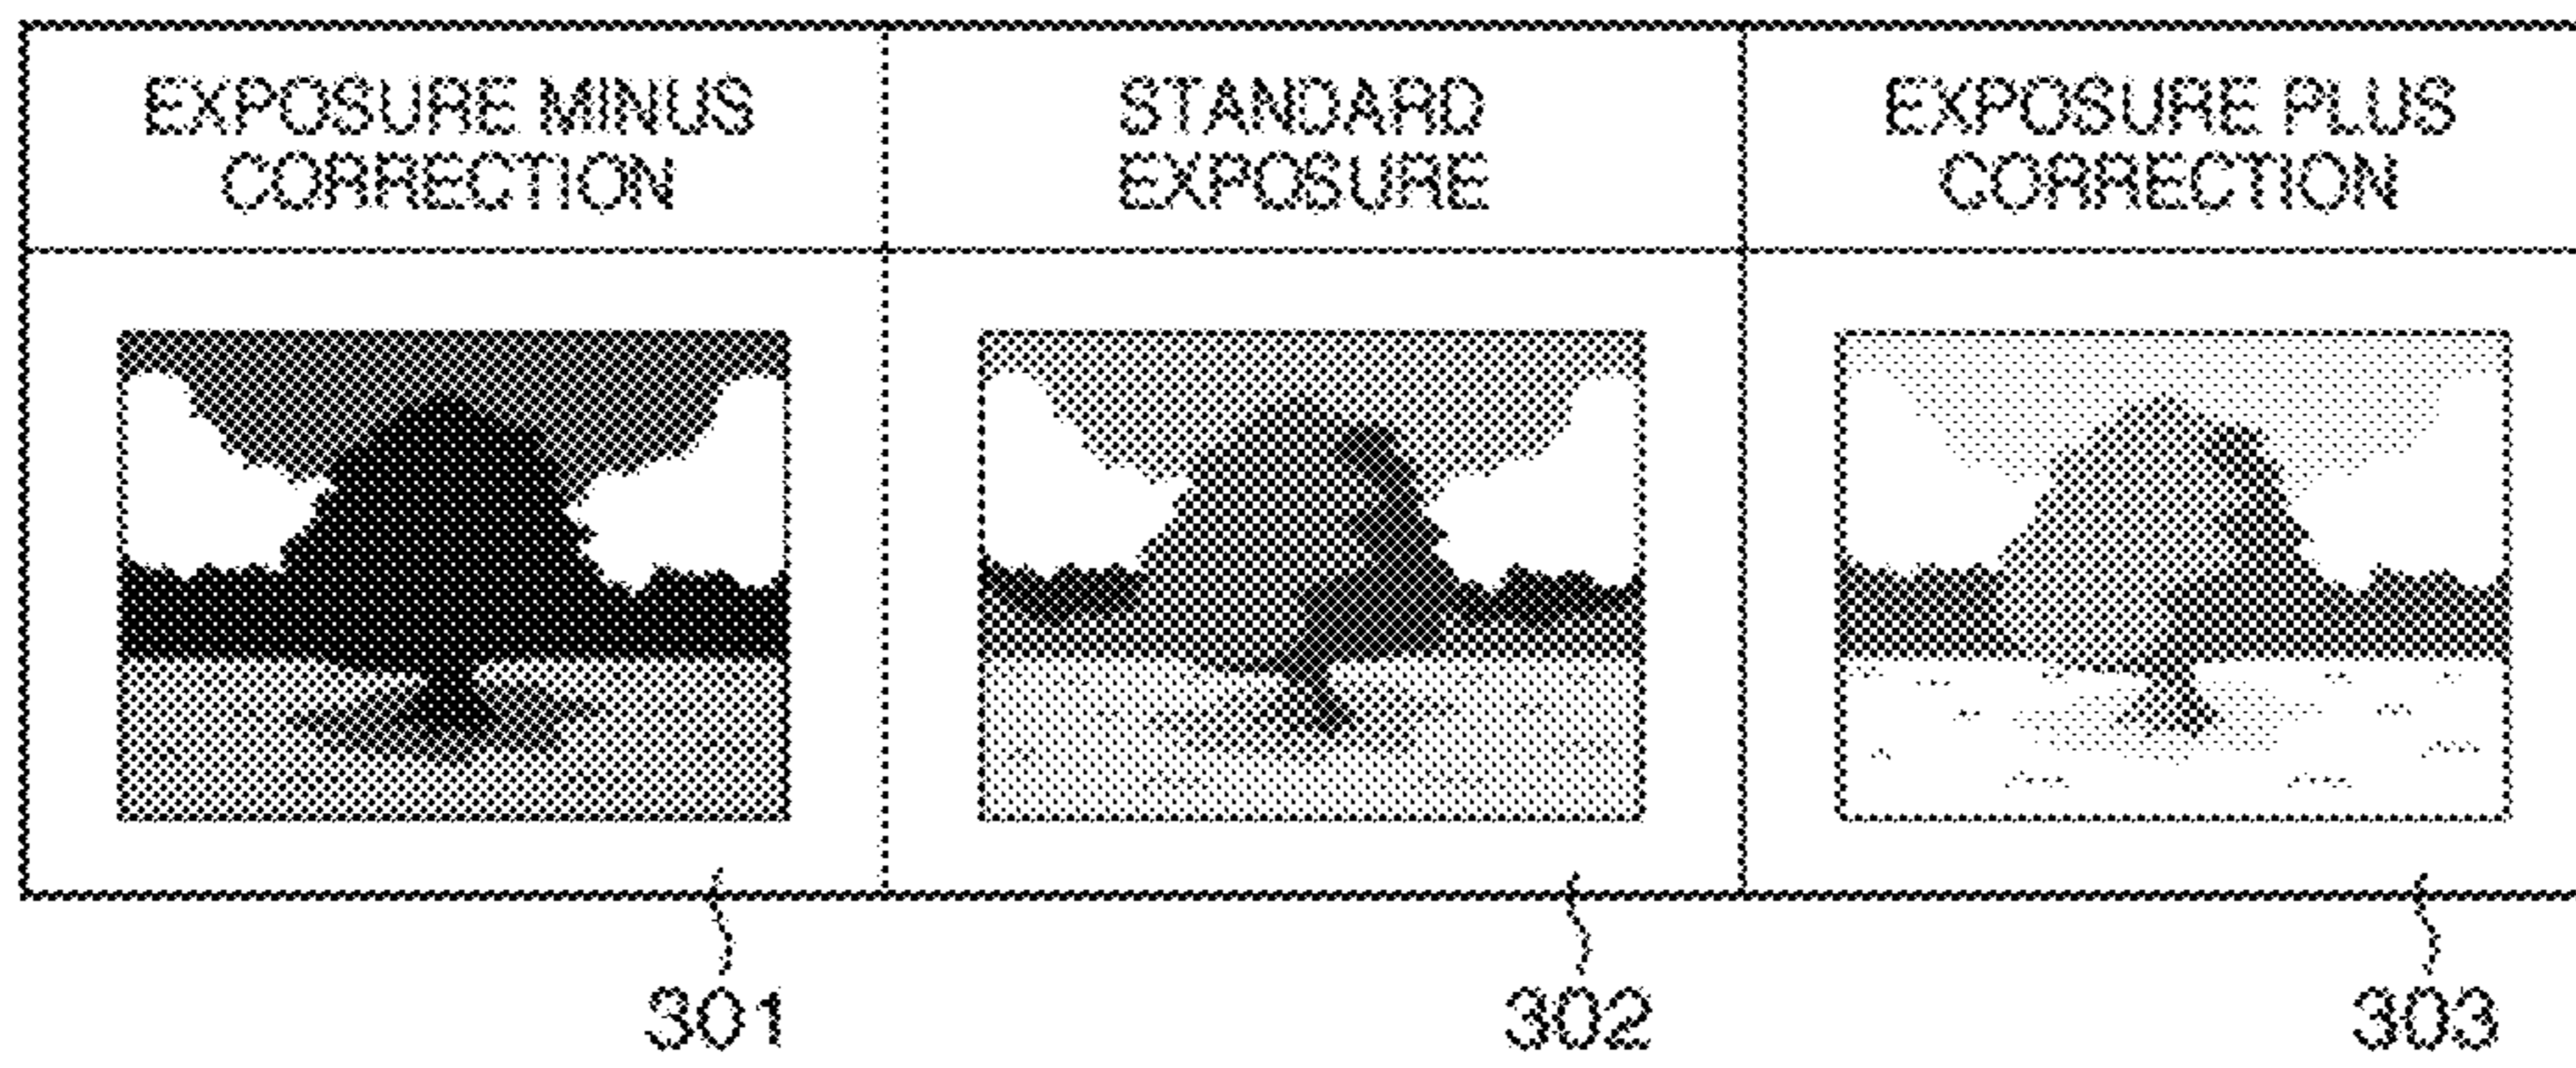 EXPOSURE MINUS
CORRECTION
STANDARD
EXPOSURE
EXPOSURE PLUS
CORRECTION
301
302
303